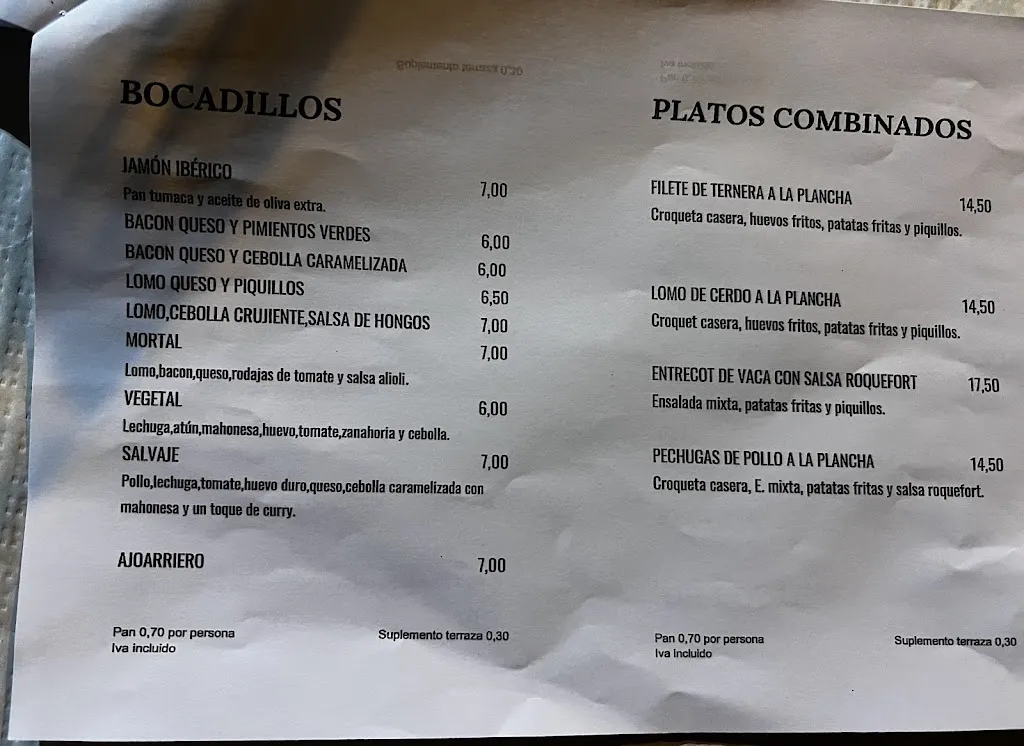 BOCADILLOS
JAMÓN IBÉRICO 7,00
Pan tumaca y aceite de oliva extra.
BACON QUESO Y PIMIENTOS VERDES 6,00
BACON QUESO Y CEBOLLA CARAMELIZADA 6,00
LOMO QUESO Y PIQUILLOS 6,50
LOMO,CEBOLLA CRUJIENTE,SALSA DE HONGOS 7,00
MORTAL 7,00
Lomo,bacon,queso,rodajas de tomate y salsa alioli.
VEGETAL 6,00
Lechuga,atún,mahonesa,huevo,tomate,zanahoria y cebolla.
SALVAJE 7,00
Pollo,lechuga,tomate,huevo duro,queso,cebolla caramelizada con
mahonesa y un toque de curry.
AJOARRIERO 7,00
Pan 0,70 por persona
Iva incluido
Suplemento terraza 0,30
PLATOS COMBINADOS
FILETE DE TERNERA A LA PLANCHA 14,50
Croqueta casera, huevos fritos, patatas fritas y piquillos.
LOMO DE CERDO A LA PLANCHA 14,50
Croquet casera, huevos fritos, patatas fritas y piquillos.
ENTRECOT DE VACA CON SALSA ROQUEFORT 17,50
Ensalada mixta, patatas fritas y piquillos.
PECHUGAS DE POLLO A LA PLANCHA 14,50
Croqueta casera, E. mixta, patatas fritas y salsa roquefort.
Pan 0,70 por persona
Iva Incluido
Suplemento terraza 0,30
Suplemento terraza 0,30